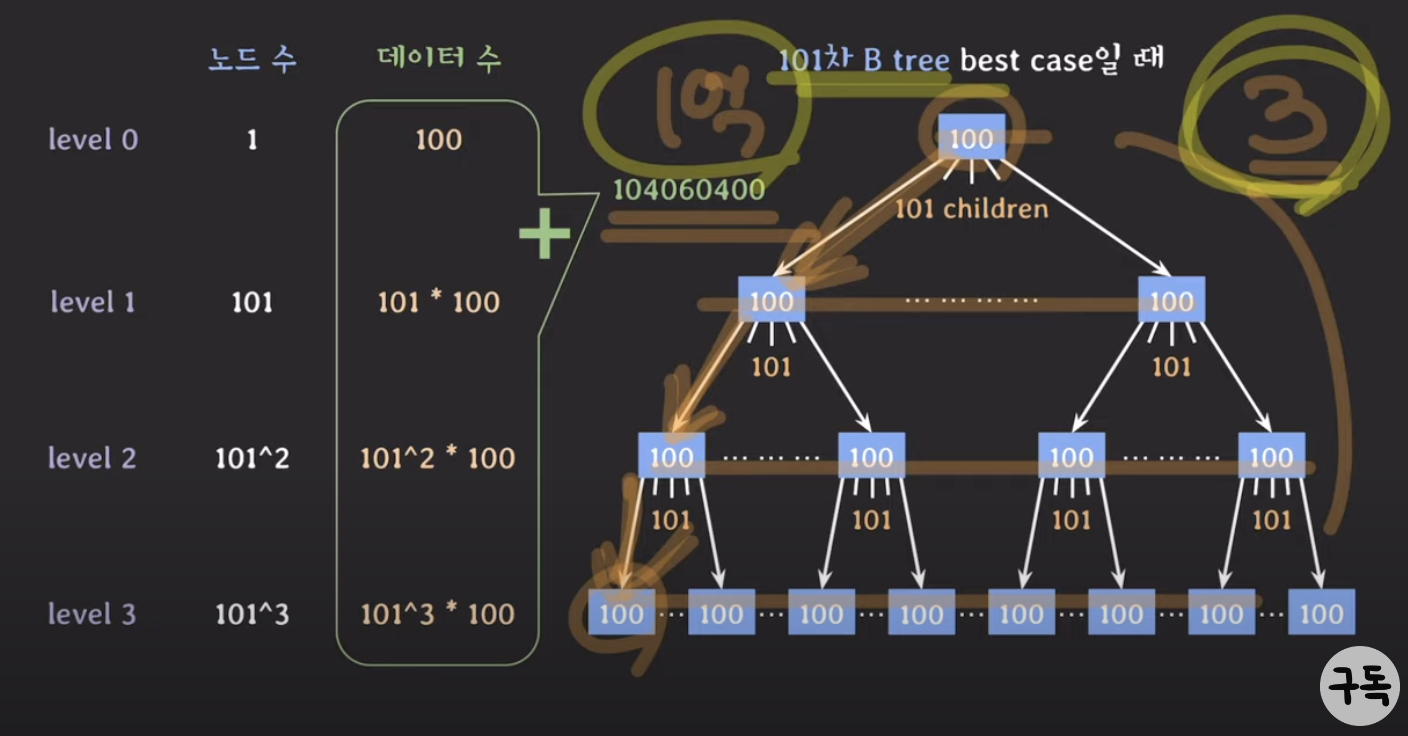 노드 수 데이터 수 1억 101차 B tree best case일 때 3
level 0 1 100 100
104060400
+
101 children
level 1 101 101 * 100 100 ... ... ... ... 100
101 101
level 2 101^2 101^2 * 100 100 ... ... ... 100 100 ... ... ... 100
101 101 101 101
level 3 101^3 101^3 * 100 100 ... 100 ... 100 ... 100 ... 100 ... 100 ... 100 ... 100
구독